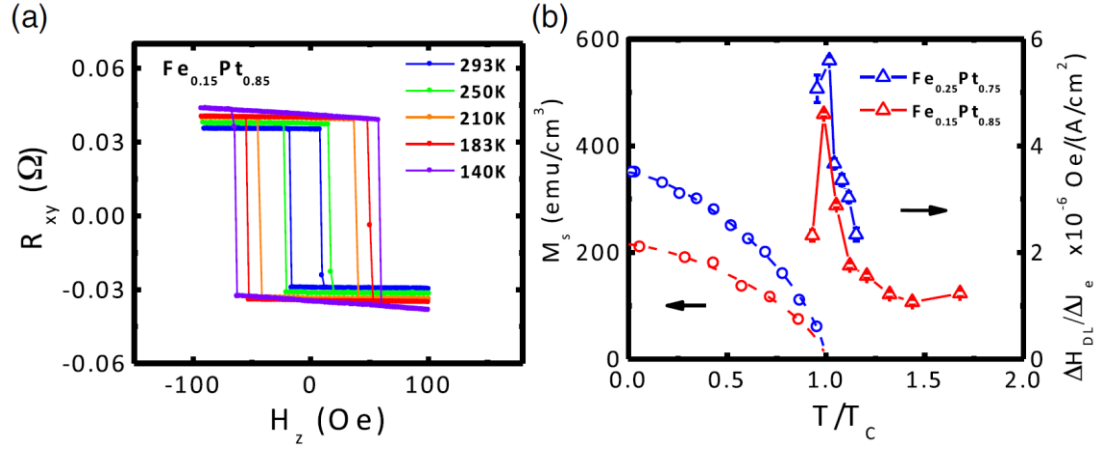 (a)
0.06
0.03
0.00
-0.03
-0.06
R xy (Ω)
Fe0.15Pt0.85
293K
250K
210K
183K
140K
-100
0
100
Hz (Oe)
(b)
600
400
200
0
Ms (emu/cm3)
Fe0.25Pt0.75
Fe0.15Pt0.85
6
4
2
0
ΔHDL/ΔJe
x10-6 Oe/(A/cm2)
0.0
0.5
1.0
1.5
2.0
T/TC